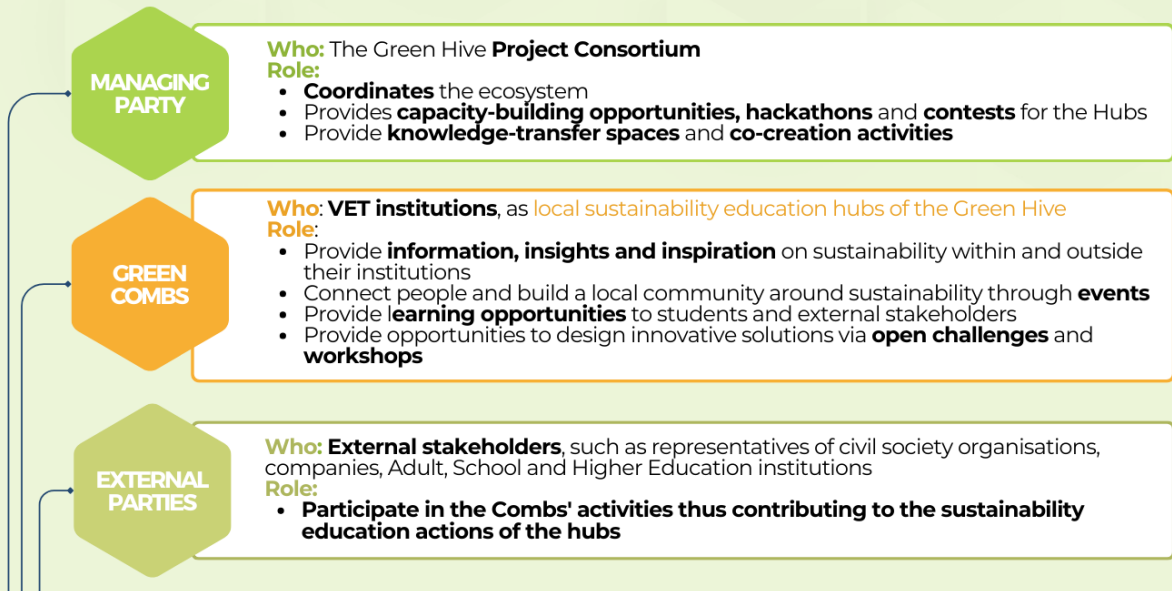 MANAGING
PARTY
Who: The Green Hive Project Consortium
Role:
• Coordinates the ecosystem
• Provides capacity-building opportunities, hackathons and contests for the Hubs
• Provide knowledge-transfer spaces and co-creation activities
GREEN
COMBS
Who: VET institutions, as local sustainability education hubs of the Green Hive
Role:
• Provide information, insights and inspiration on sustainability within and outside
their institutions
• Connect people and build a local community around sustainability through events
• Provide learning opportunities to students and external stakeholders
• Provide opportunities to design innovative solutions via open challenges and
workshops
EXTERNAL
PARTIES
Who: External stakeholders, such as representatives of civil society organisations,
companies, Adult, School and Higher Education institutions
Role:
• Participate in the Combs' activities thus contributing to the sustainability
education actions of the hubs